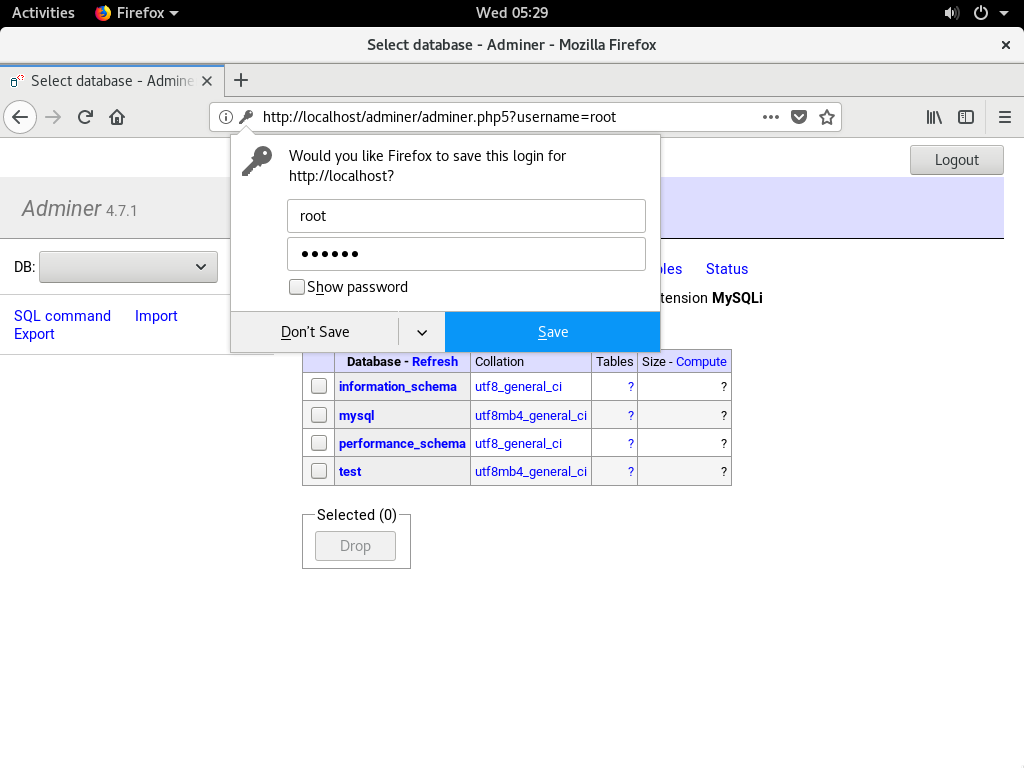 Activities Firefox Wed 05:29
Select database - Adminer - Mozilla Firefox
Select database - Admine
http://localhost/adminer/adminer.php5?username=root
Would you like Firefox to save this login for
http://localhost?
Logout
root
Adminer 4.7.1
●●●●●●
DB:
bles Status
Show password
tension MySQLi
SQL command Import
Export
Don't Save Save
Database - Refresh Collation Tables Size - Compute
information_schema utf8_general_ci ? ?
mysql utf8mb4_general_ci ? ?
performance_schema utf8_general_ci ? ?
test utf8mb4_general_ci ? ?
Selected (0)
Drop